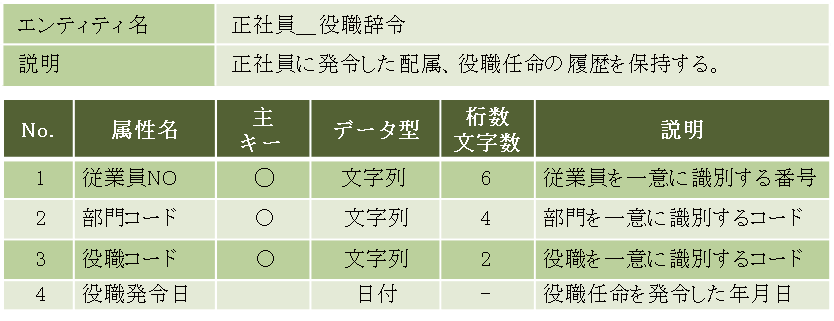 エンティティ名 正社員__役職辞令
説明 正社員に発令した配属、役職任命の履歴を保持する。
No. 属性名 主キー データ型 桁数文字数 説明
1 従業員NO ○ 文字列 6 従業員を一意に識別する番号
2 部門コード ○ 文字列 4 部門を一意に識別するコード
3 役職コード ○ 文字列 2 役職を一意に識別するコード
4 役職発令日 日付 - 役職任命を発令した年月日